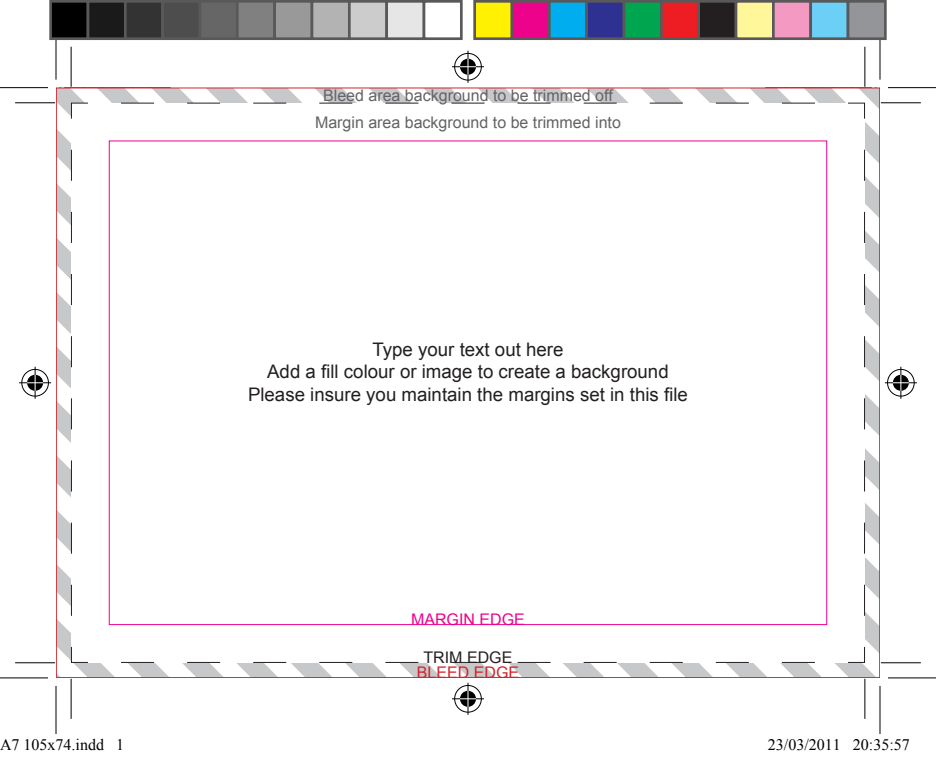 Bleed area background to be trimmed off
Margin area background to be trimmed into
Type your text out here
Add a fill colour or image to create a background
Please insure you maintain the margins set in this file
MARGIN EDGE
TRIM EDGE
BLEED EDGE
A7 105x74.indd 1 23/03/2011 20:35:57